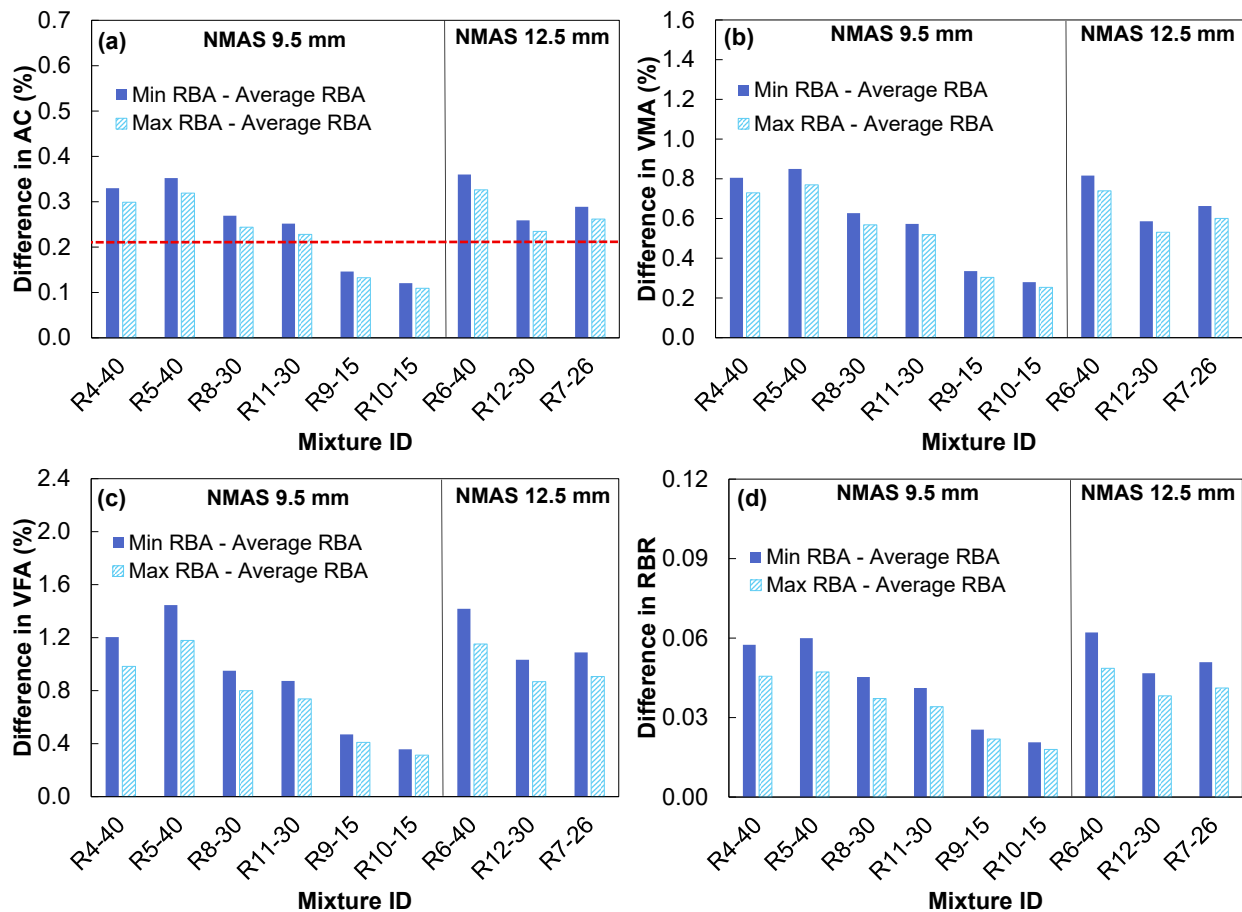 (a)
NMAS 9.5 mm
NMAS 12.5 mm
Min RBA - Average RBA
Max RBA - Average RBA
Difference in AC (%)
0.7
0.6
0.5
0.4
0.3
0.2
0.1
0.0
R4-40
R5-40
R8-30
R11-30
R9-15
R10-15
R6-40
R12-30
R7-26
Mixture ID
(b)
NMAS 9.5 mm
NMAS 12.5 mm
Min RBA - Average RBA
Max RBA - Average RBA
Difference in VMA (%)
1.6
1.4
1.2
1.0
0.8
0.6
0.4
0.2
0.0
R4-40
R5-40
R8-30
R11-30
R9-15
R10-15
R6-40
R12-30
R7-26
Mixture ID
(c)
NMAS 9.5 mm
NMAS 12.5 mm
Min RBA - Average RBA
Max RBA - Average RBA
Difference in VFA (%)
2.4
2.0
1.6
1.2
0.8
0.4
0.0
R4-40
R5-40
R8-30
R11-30
R9-15
R10-15
R6-40
R12-30
R7-26
Mixture ID
(d)
NMAS 9.5 mm
NMAS 12.5 mm
Min RBA - Average RBA
Max RBA - Average RBA
Difference in RBR
0.12
0.09
0.06
0.03
0.00
R4-40
R5-40
R8-30
R11-30
R9-15
R10-15
R6-40
R12-30
R7-26
Mixture ID